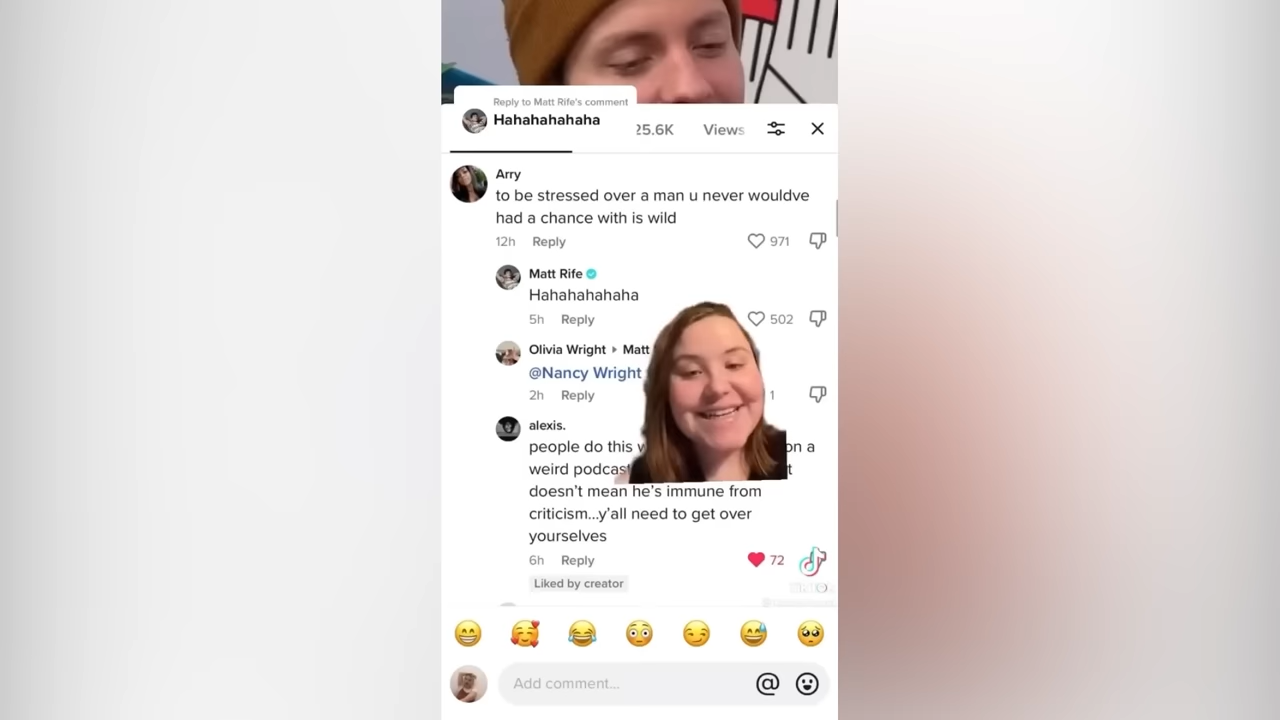 Reply to Matt Rife's comment
Hahahahahaha
25.6K
Views
Arry
to be stressed over a man u never wouldve
had a chance with is wild
12h Reply 971
Matt Rife
Hahahahahaha
5h Reply 502
Olivia Wright Matt
@Nancy Wright
2h Reply 1
alexis.
people do this on a
weird podcast
doesn't mean he's immune from
criticism...y'all need to get over
yourselves
6h Reply 72
Liked by creator
Add comment... @